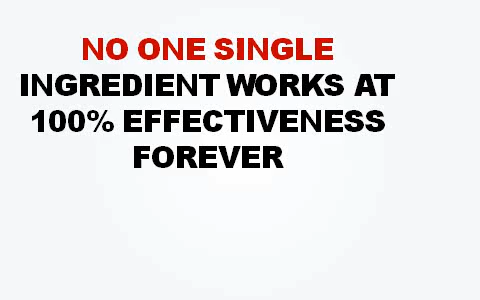 NO ONE SINGLE
INGREDIENT WORKS AT
100% EFFECTIVENESS
FOREVER